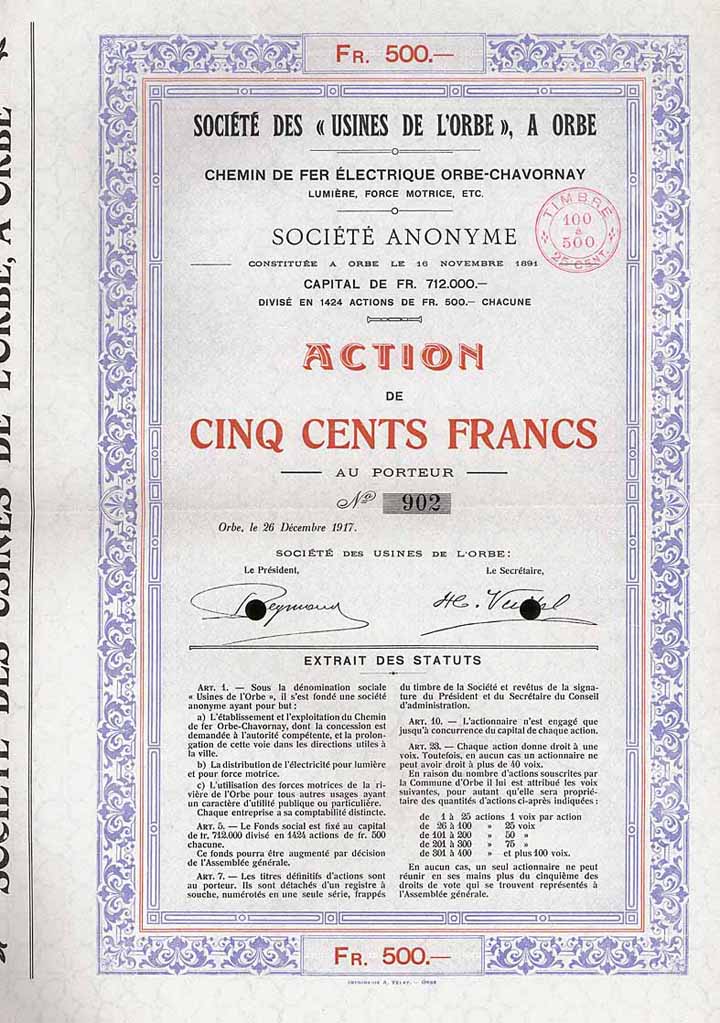 Fr. 500.—
SOCIÉTÉ DES « USINES DE L'ORBE », A ORBE
CHEMIN DE FER ÉLECTRIQUE ORBE-CHAVORNAY
LUMIÈRE, FORCE MOTRICE, ETC.
TIMBRE
100
à
500
25 CENT.
SOCIÉTÉ ANONYME
CONSTITUÉE A ORBE LE 16 NOVEMBRE 1891
CAPITAL DE FR. 712.000.—
DIVISÉ EN 1424 ACTIONS DE FR. 500.— CHACUNE
ACTION
DE
CINQ CENTS FRANCS
AU PORTEUR
No 902
Orbe, le 26 Décembre 1917.
SOCIÉTÉ DES USINES DE L'ORBE:
Le Président,
Le Secrétaire,
EXTRAIT DES STATUTS
Art. 1. — Sous la dénomination sociale
« Usines de l'Orbe », il s'est fondé une société
anonyme ayant pour but :
a) L'établissement et l'exploitation du Chemin
de fer Orbe-Chavornay, dont la concession est
demandée à l'autorité compétente, et la prolon-
gation de cette voie dans les directions utiles à
la ville.
b) La distribution de l'électricité pour lumière
et pour force motrice.
c) L'utilisation des forces motrices de la ri-
vière de l'Orbe pour tous autres usages ayant
un caractère d'utilité publique ou particulière.
Chaque entreprise a sa comptabilité distincte.
Art. 5. — Le Fonds social est fixé au capital
de fr. 712.000 divisé en 1424 actions de fr. 500
chacune.
Ce fonds pourra être augmenté par décision
de l'Assemblée générale.
Art. 7. — Les titres définitifs d'actions sont
au porteur. Ils sont détachés d'un registre à
souche, numérotés en une seule série, frappés
du timbre de la Société et revêtus de la signa-
ture du Président et du Secrétaire du Conseil
d'administration.
Art. 10. — L'actionnaire n'est engagé que
jusqu'à concurrence du capital de chaque action.
Art. 23. — Chaque action donne droit à une
voix. Toutefois, en aucun cas un actionnaire ne
peut avoir droit à plus de 40 voix.
En raison du nombre d'actions souscrites par
la Commune d'Orbe il lui est attribué les voix
suivantes, pour autant qu'elle sera proprié-
taire des quantités d'actions ci-après indiquées :
de 1 à 25 actions 1 voix par action
de 26 à 100 » 25 voix
de 101 à 200 » 50 »
de 201 à 300 » 75 »
de 301 à 400 » et plus 100 voix.
En aucun cas, un seul actionnaire ne peut
réunir en ses mains plus du cinquième des
droits de vote qui se trouvent représentés à
l'Assemblée générale.
Fr. 500.—
— ORBE
SOCIÉTÉ DES USINES DE L'ORBE, A ORBE